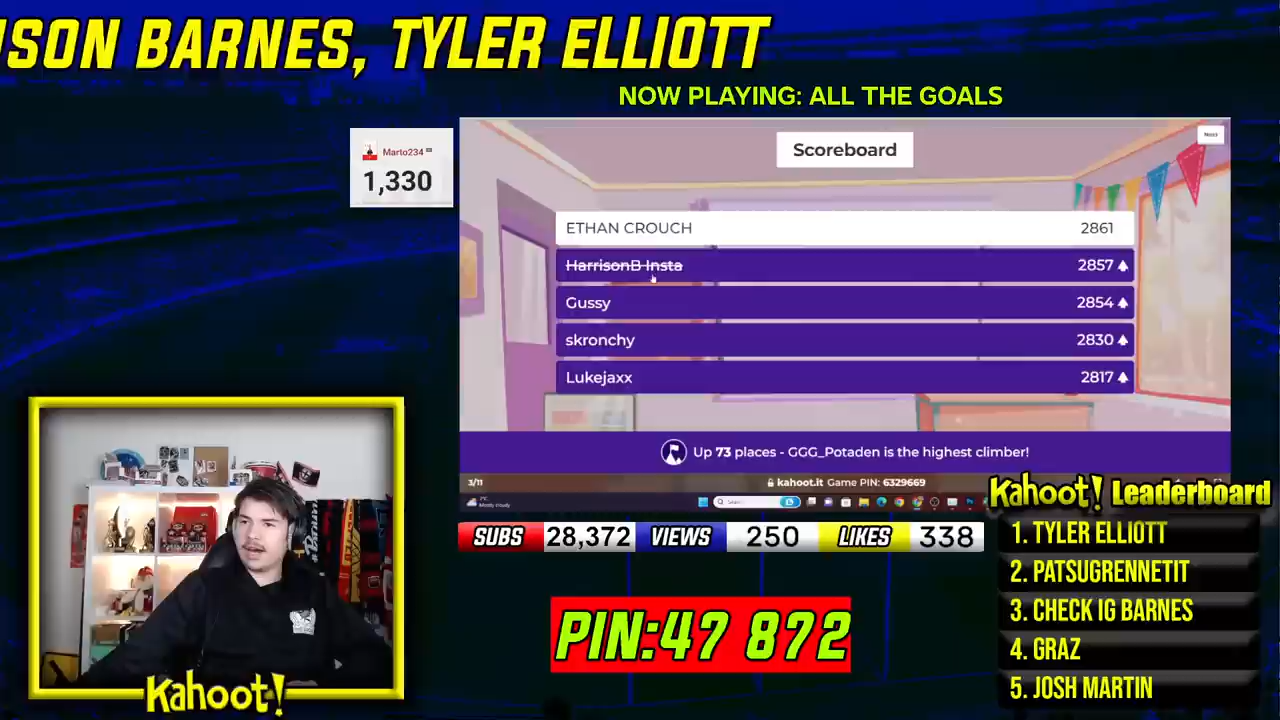 SON BARNES, TYLER ELLIOTT
NOW PLAYING: ALL THE GOALS
Marto234
1,330
Scoreboard
Next
ETHAN CROUCH 2861
HarrisonB Insta 2857
Gussy 2854
skronchy 2830
Lukejaxx 2817
Up 73 places - GGG_Potaden is the highest climber!
3/11
kahoot.it Game PIN: 6329669
SUBS 28,372 VIEWS 250 LIKES 338
PIN:47 872
Kahoot! Leaderboard
1. TYLER ELLIOTT
2. PATSUGRENNETIT
3. CHECK IG BARNES
4. GRAZ
5. JOSH MARTIN
Kahoot!